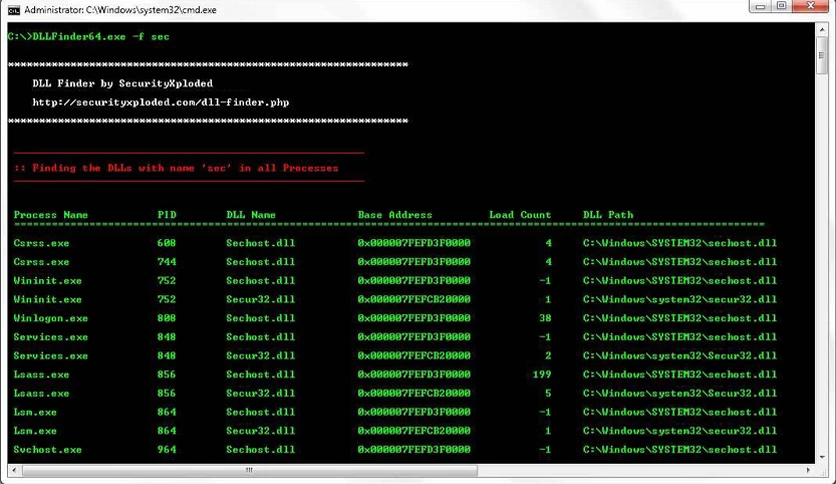 Administrator: C:\Windows\system32\cmd.exe
C:\>DLLFinder64.exe -f sec
*****************************************************************
DLL Finder by SecurityXploded
http://securityxploded.com/dll-finder.php
*****************************************************************
:: Finding the DLLs with name 'sec' in all Processes
Process Name PID DLL Name Base Address Load Count DLL Path
Csrss.exe 608 Sechost.dll 0x000007FEFD3F0000 4 C:\Windows\SYSTEM32\sechost.dll
Csrss.exe 744 Sechost.dll 0x000007FEFD3F0000 4 C:\Windows\SYSTEM32\sechost.dll
Wininit.exe 752 Sechost.dll 0x000007FEFD3F0000 -1 C:\Windows\SYSTEM32\sechost.dll
Wininit.exe 752 Secur32.dll 0x000007FEFCB20000 1 C:\Windows\system32\secur32.dll
Winlogon.exe 808 Sechost.dll 0x000007FEFD3F0000 38 C:\Windows\SYSTEM32\sechost.dll
Services.exe 848 Sechost.dll 0x000007FEFD3F0000 -1 C:\Windows\SYSTEM32\sechost.dll
Services.exe 848 Secur32.dll 0x000007FEFCB20000 2 C:\Windows\system32\Secur32.dll
Lsass.exe 856 Sechost.dll 0x000007FEFD3F0000 199 C:\Windows\SYSTEM32\sechost.dll
Lsass.exe 856 Secur32.dll 0x000007FEFCB20000 5 C:\Windows\system32\Secur32.dll
Lsm.exe 864 Sechost.dll 0x000007FEFD3F0000 -1 C:\Windows\SYSTEM32\sechost.dll
Lsm.exe 864 Secur32.dll 0x000007FEFCB20000 1 C:\Windows\system32\secur32.dll
Svchost.exe 964 Sechost.dll 0x000007FEFD3F0000 -1 C:\Windows\SYSTEM32\sechost.dll